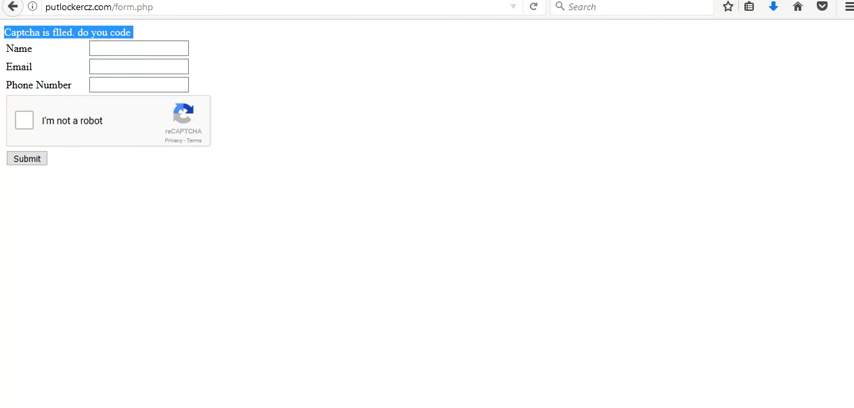 putlockercz.com/form.php
Search
Captcha is flled. do you code
Name
Email
Phone Number
I'm not a robot
reCAPTCHA
Privacy - Terms
Submit